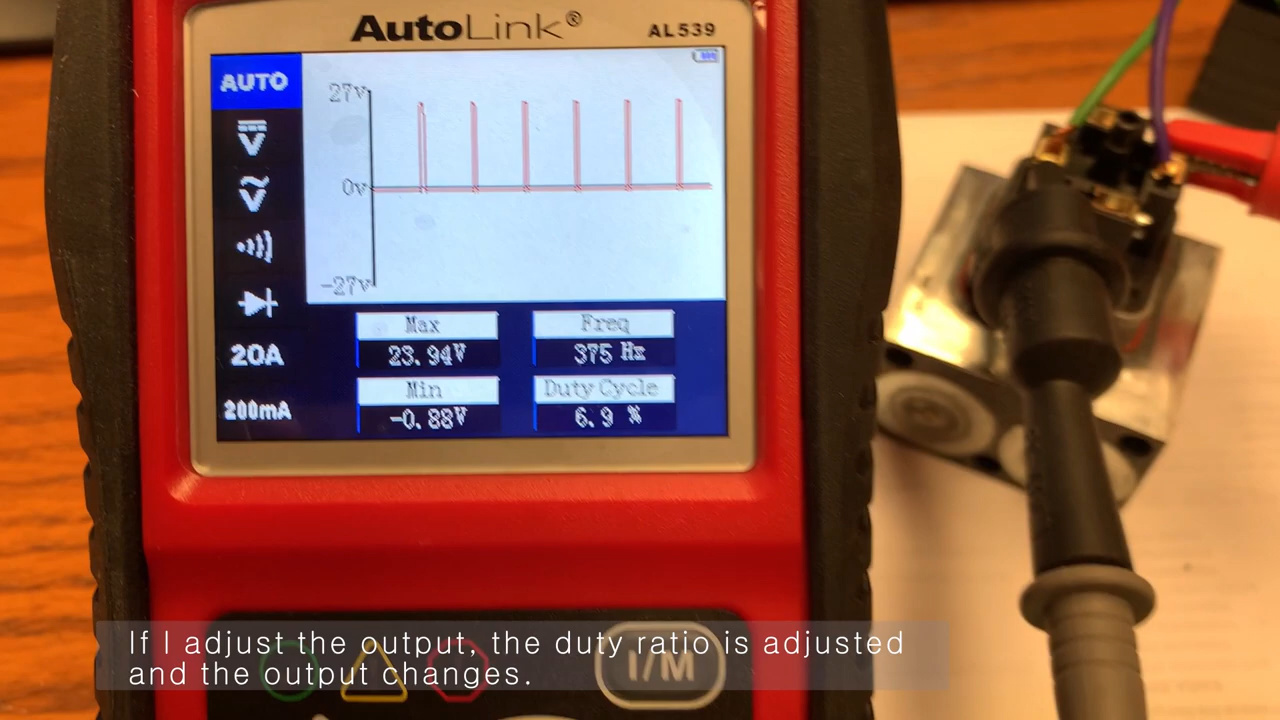 AutoLink®
AL539
AUTO
27v
0v
-27v
V
V
20A
200mA
Max
23.94V
Freq
375 Hz
Min
-0.88V
Duty Cycle
6.9 %
If I adjust the output, the duty ratio is adjusted
and the output changes.
I/M